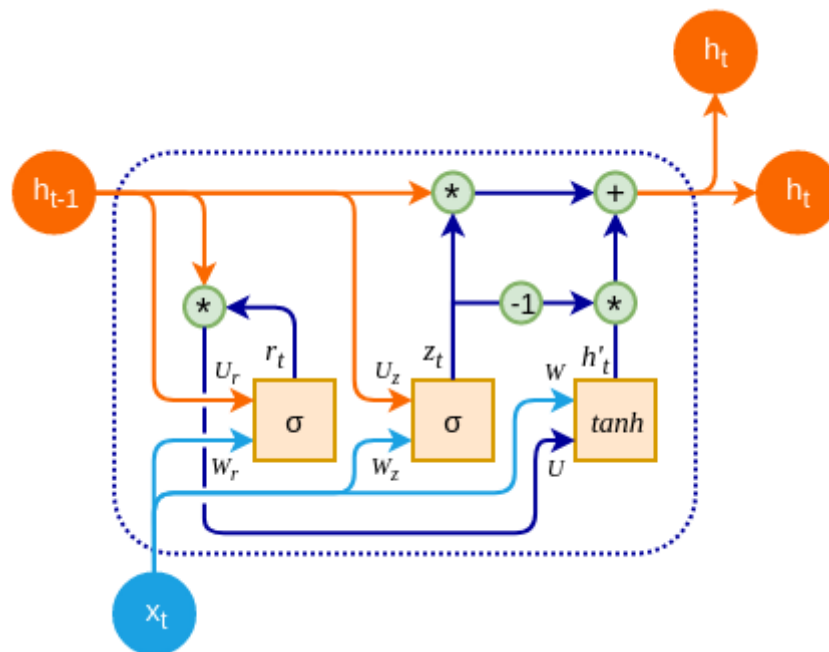 h_t
h_{t-1}
*
+
h_t
*
-1
*
r_t
z_t
h'_t
U_r
U_z
W
σ
σ
tanh
W_r
W_z
U
x_t